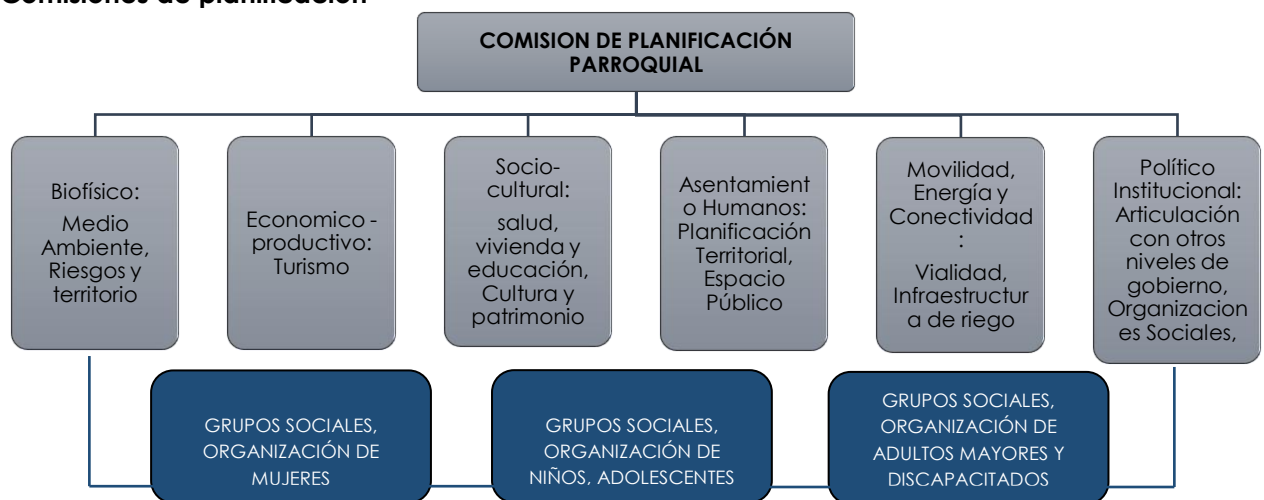 Comisiones de planificación
COMISION DE PLANIFICACIÓN
PARROQUIAL
Biofísico:
Medio
Ambiente,
Riesgos y
territorio
Economico -
productivo:
Turismo
Socio-
cultural:
salud,
vivienda y
educación,
Cultura y
patrimonio
Asentamient
o Humanos:
Planificación
Territorial,
Espacio
Público
Movilidad,
Energía y
Conectividad
:
Vialidad,
Infraestructur
a de riego
Político
Institucional:
Articulación
con otros
niveles de
gobierno,
Organizacion
es Sociales,
GRUPOS SOCIALES,
ORGANIZACIÓN DE
MUJERES
GRUPOS SOCIALES,
ORGANIZACIÓN DE
NIÑOS, ADOLESCENTES
GRUPOS SOCIALES,
ORGANIZACIÓN DE
ADULTOS MAYORES Y
DISCAPACITADOS